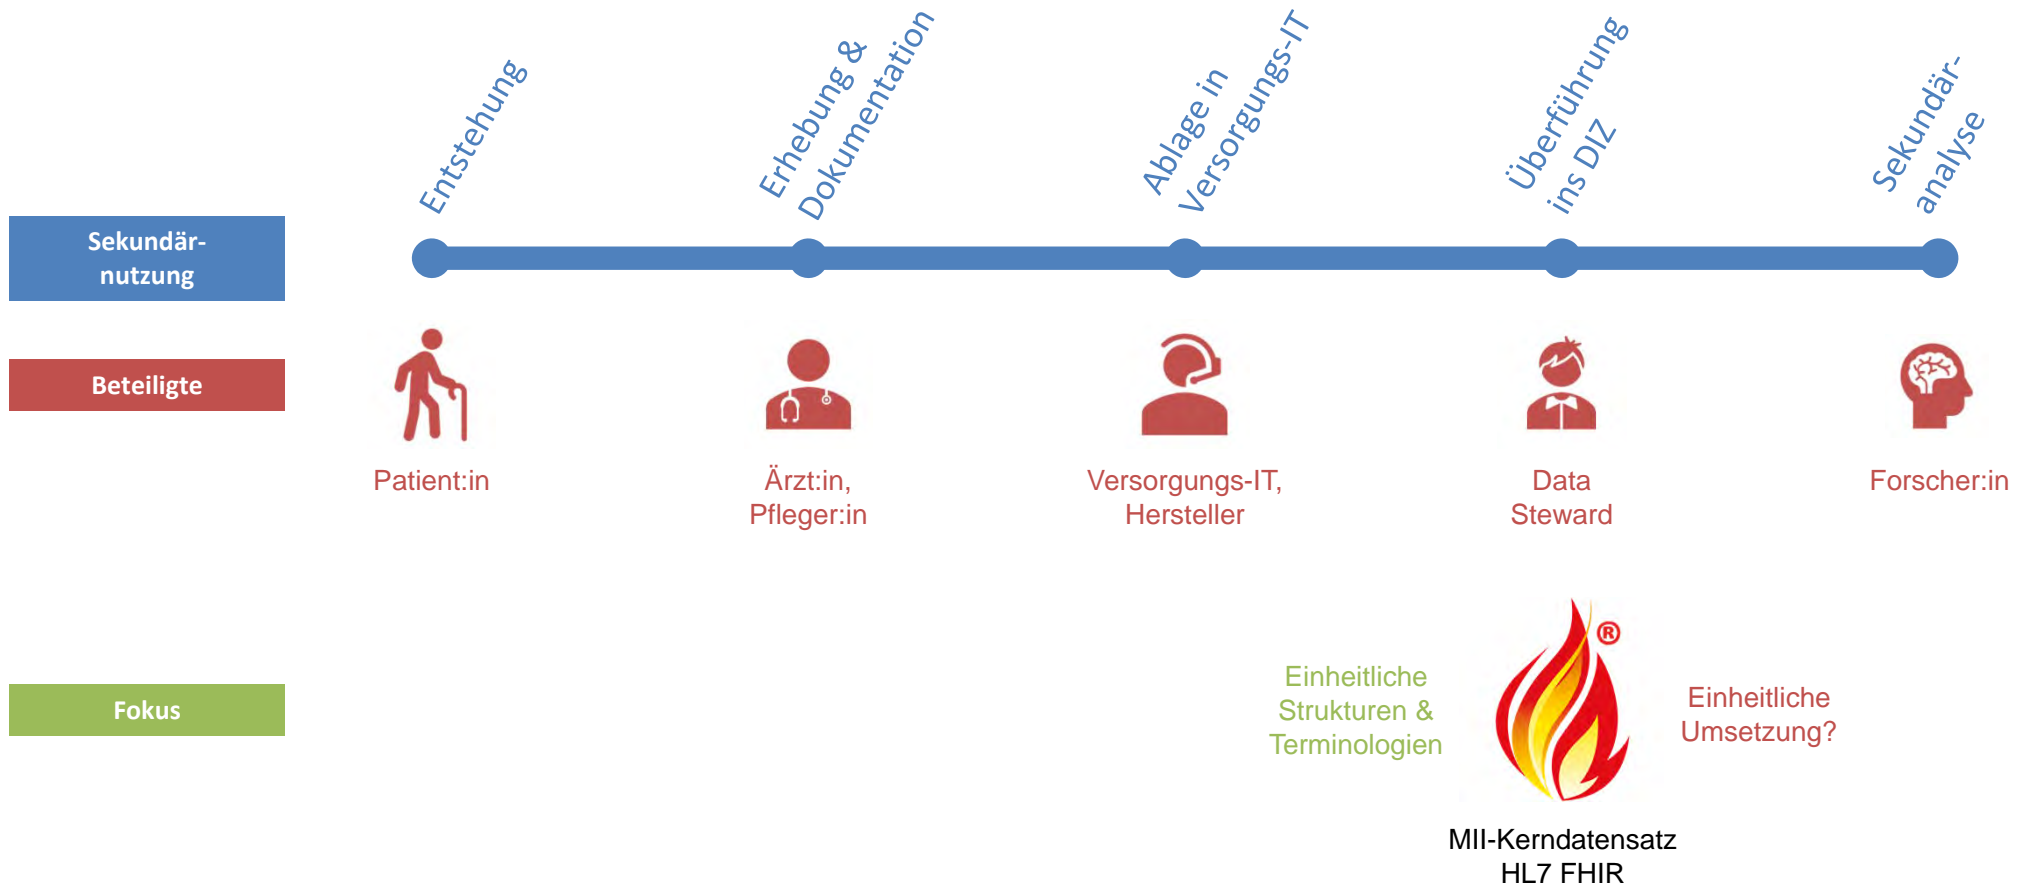 Entstehung
Erhebung &
Dokumentation
Ablage in
Versorgungs-IT
Überführung
ins DIZ
Sekundär-
analyse
Sekundär-
nutzung
Beteiligte
Patient:in
Ärzt:in,
Pfleger:in
Versorgungs-IT,
Hersteller
Data
Steward
Forscher:in
Fokus
Einheitliche
Strukturen &
Terminologien
®
Einheitliche
Umsetzung?
MII-Kerndatensatz
HL7 FHIR